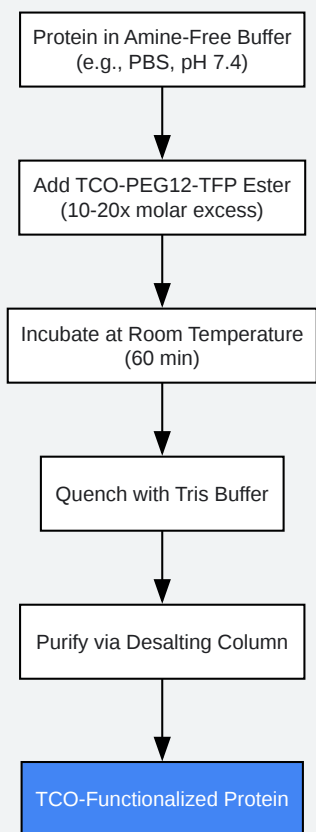 Protein in Amine-Free Buffer
(e.g., PBS, pH 7.4)
Add TCO-PEG12-TFP Ester
(10-20x molar excess)
Incubate at Room Temperature
(60 min)
Quench with Tris Buffer
Purify via Desalting Column
TCO-Functionalized Protein